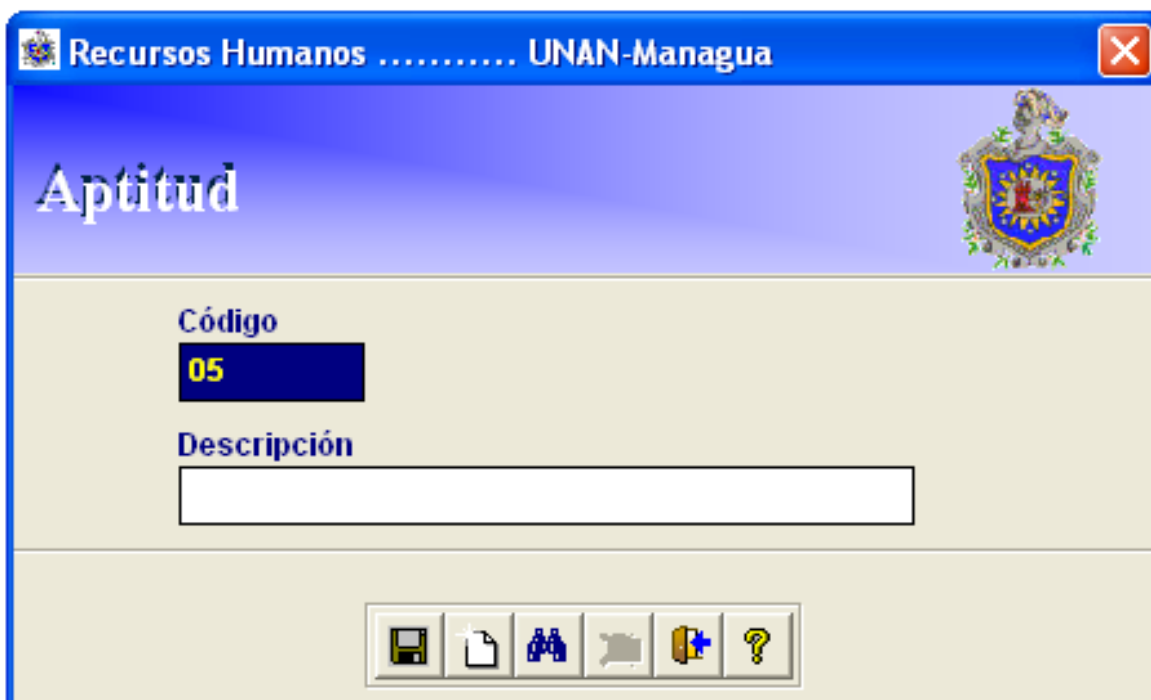 Recursos Humanos ........... UNAN-Managua
Aptitud
Código
05
Descripción